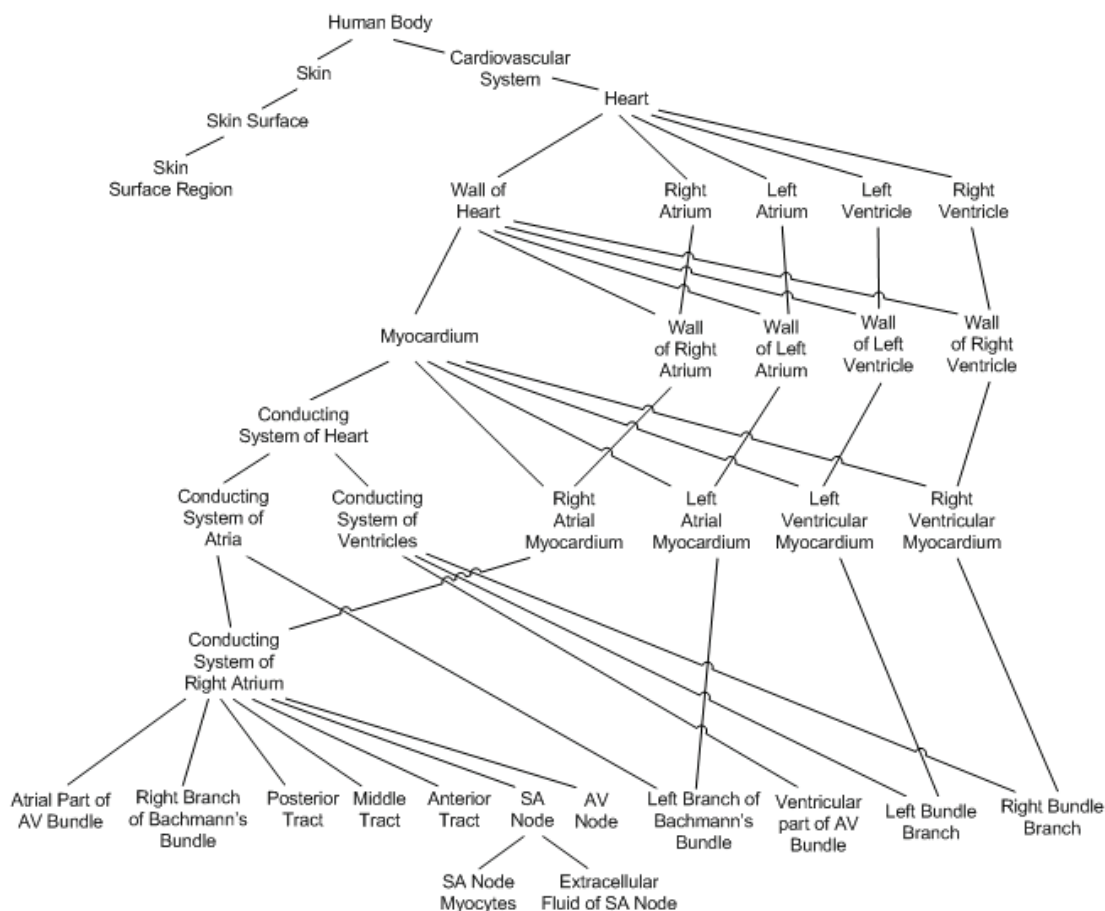 Human Body
Cardiovascular
System
Skin
Heart
Skin Surface
Skin
Surface Region
Wall of
Heart
Right
Atrium
Left
Atrium
Left
Ventricle
Right
Ventricle
Myocardium
Wall
of Right
Atrium
Wall
of Left
Atrium
Wall
of Left
Ventricle
Wall
of Right
Ventricle
Conducting
System of Heart
Conducting
System of
Atria
Conducting
System of
Ventricles
Right
Atrial
Myocardium
Left
Atrial
Myocardium
Left
Ventricular
Myocardium
Right
Ventricular
Myocardium
Conducting
System of
Right Atrium
Atrial Part of
AV Bundle
Right Branch
of Bachmann's
Bundle
Posterior
Tract
Middle
Tract
Anterior
Tract
SA
Node
AV
Node
Left Branch of
Bachmann's
Bundle
Ventricular
part of AV
Bundle
Left Bundle
Branch
Right Bundle
Branch
SA Node
Myocytes
Extracellular
Fluid of SA Node